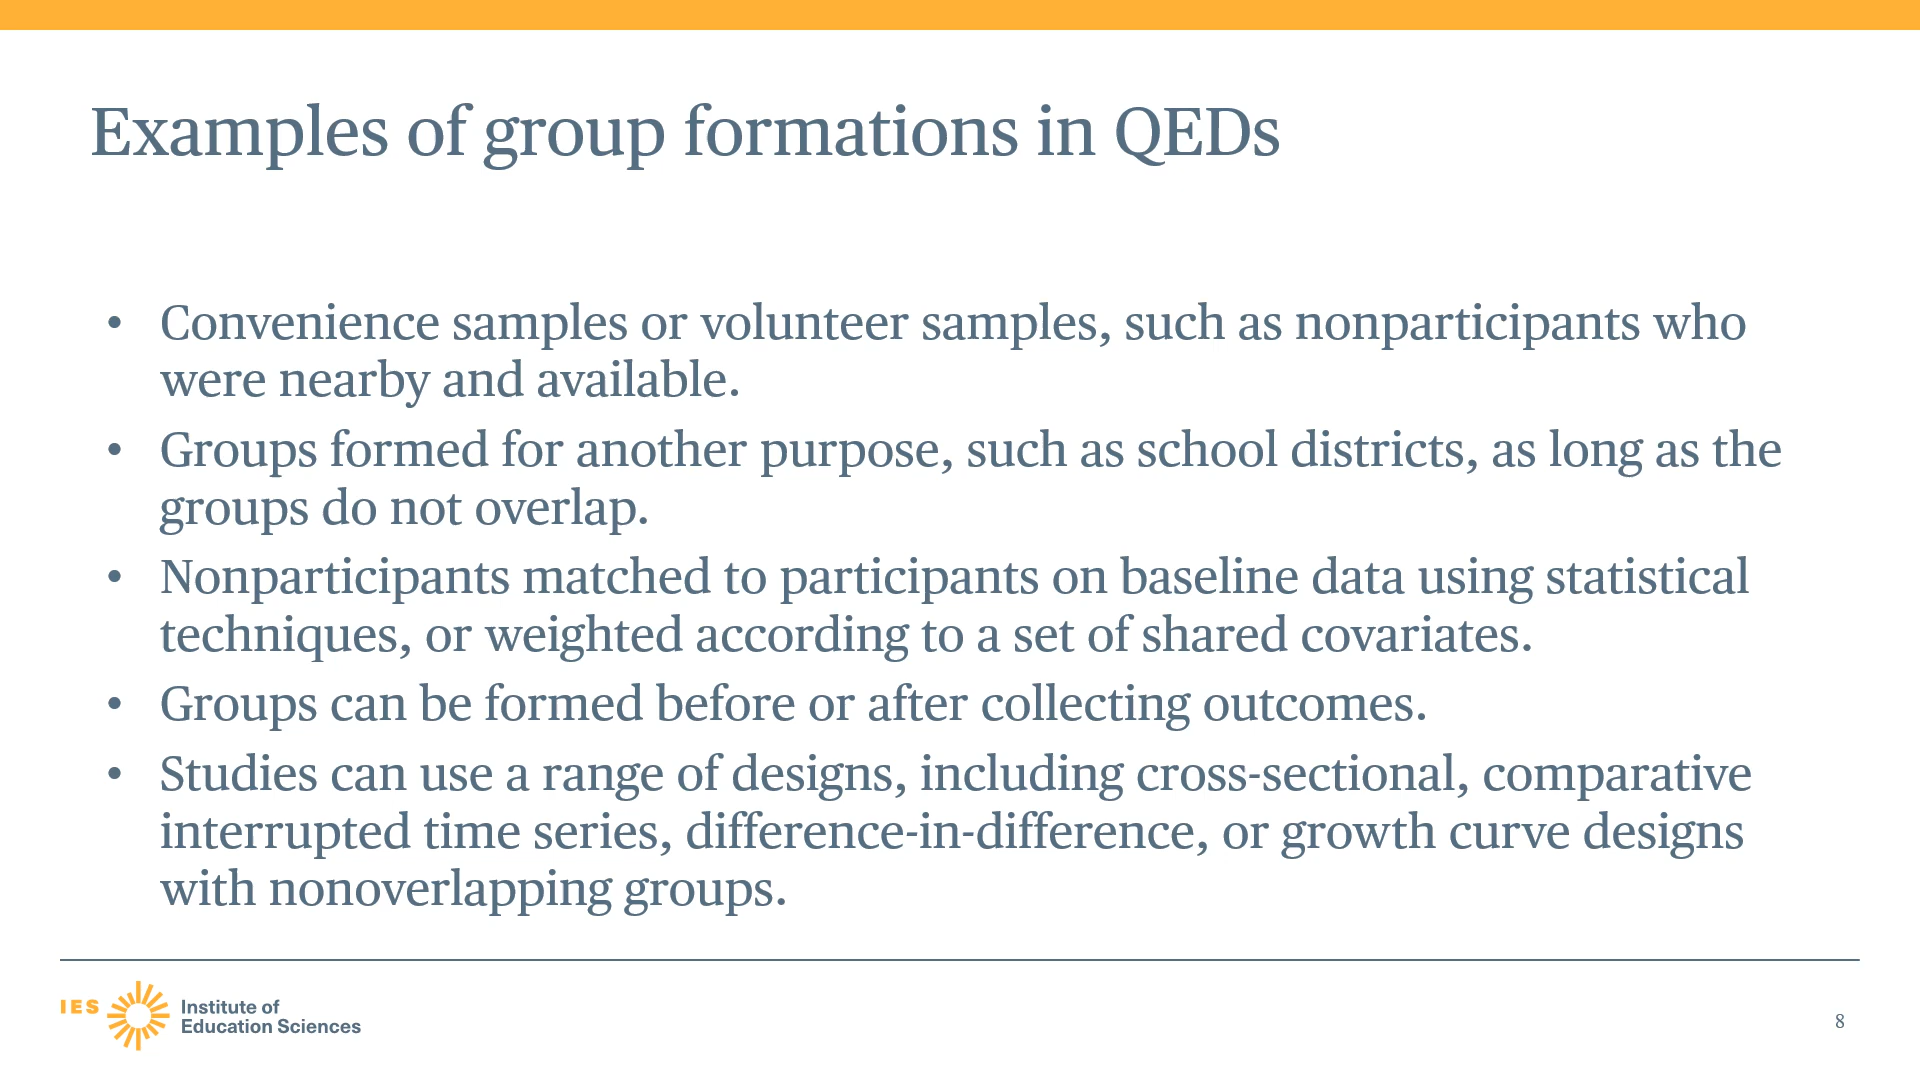 Examples of group formations in QEDs
• Convenience samples or volunteer samples, such as nonparticipants who
were nearby and available.
• Groups formed for another purpose, such as school districts, as long as the
groups do not overlap.
• Nonparticipants matched to participants on baseline data using statistical
techniques, or weighted according to a set of shared covariates.
• Groups can be formed before or after collecting outcomes.
• Studies can use a range of designs, including cross-sectional, comparative
interrupted time series, difference-in-difference, or growth curve designs
with nonoverlapping groups.
IES
Institute of
Education Sciences
8